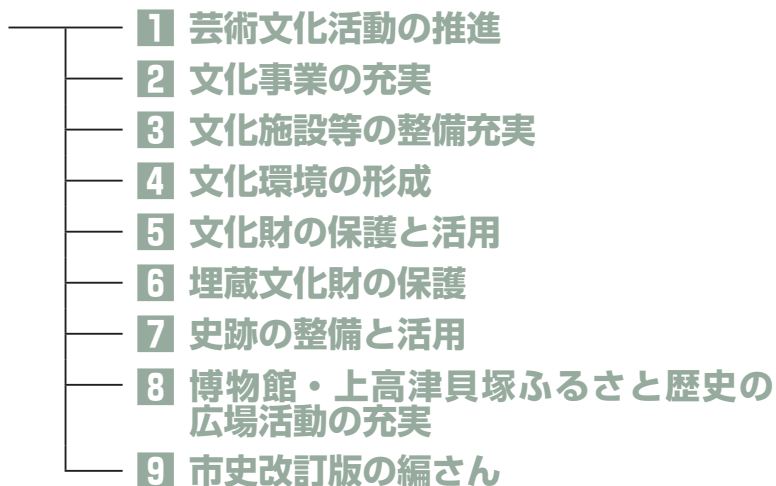 1 芸術文化活動の推進
2 文化事業の充実
3 文化施設等の整備充実
4 文化環境の形成
5 文化財の保護と活用
6 埋蔵文化財の保護
7 史跡の整備と活用
8 博物館・上高津貝塚ふるさと歴史の
広場活動の充実
9 市史改訂版の編さん